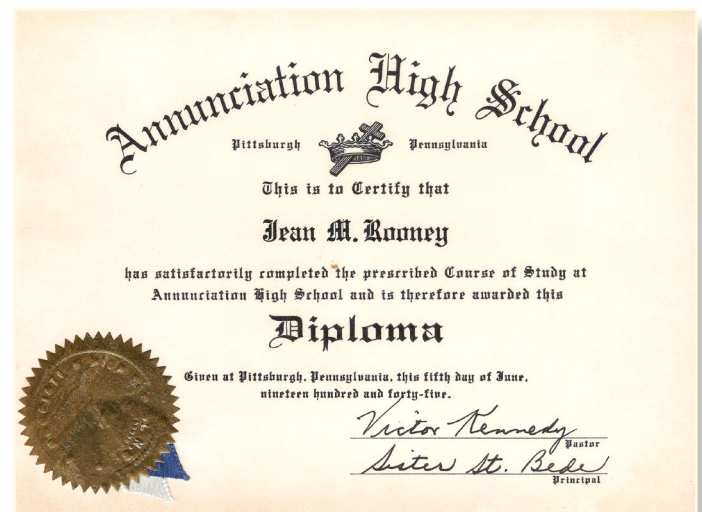 Annunciation High School
Pittsburgh Pennsylvania
This is to Certify that
Jean M. Rooney
has satisfactorily completed the prescribed Course of Study at
Annunciation High School and is therefore awarded this
Diploma
Given at Pittsburgh, Pennsylvania, this fifth day of June,
nineteen hundred and forty-five.
Victor Kennedy
Pastor
Sister St. Bede
Principal